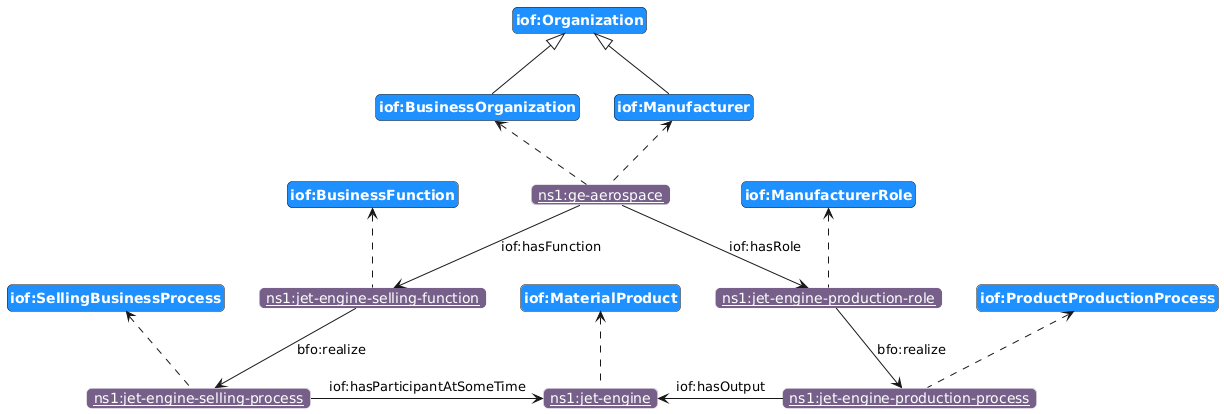 iof:Organization
iof:BusinessOrganization
iof:Manufacturer
iof:BusinessFunction
ns1:ge-aerospace
iof:ManufacturerRole
iof:hasFunction
iof:hasRole
iof:SellingBusinessProcess
ns1:jet-engine-selling-function
iof:MaterialProduct
ns1:jet-engine-production-role
iof:ProductProductionProcess
bfo:realize
bfo:realize
ns1:jet-engine-selling-process
iof:hasParticipantAtSomeTime
ns1:jet-engine
iof:hasOutput
ns1:jet-engine-production-process